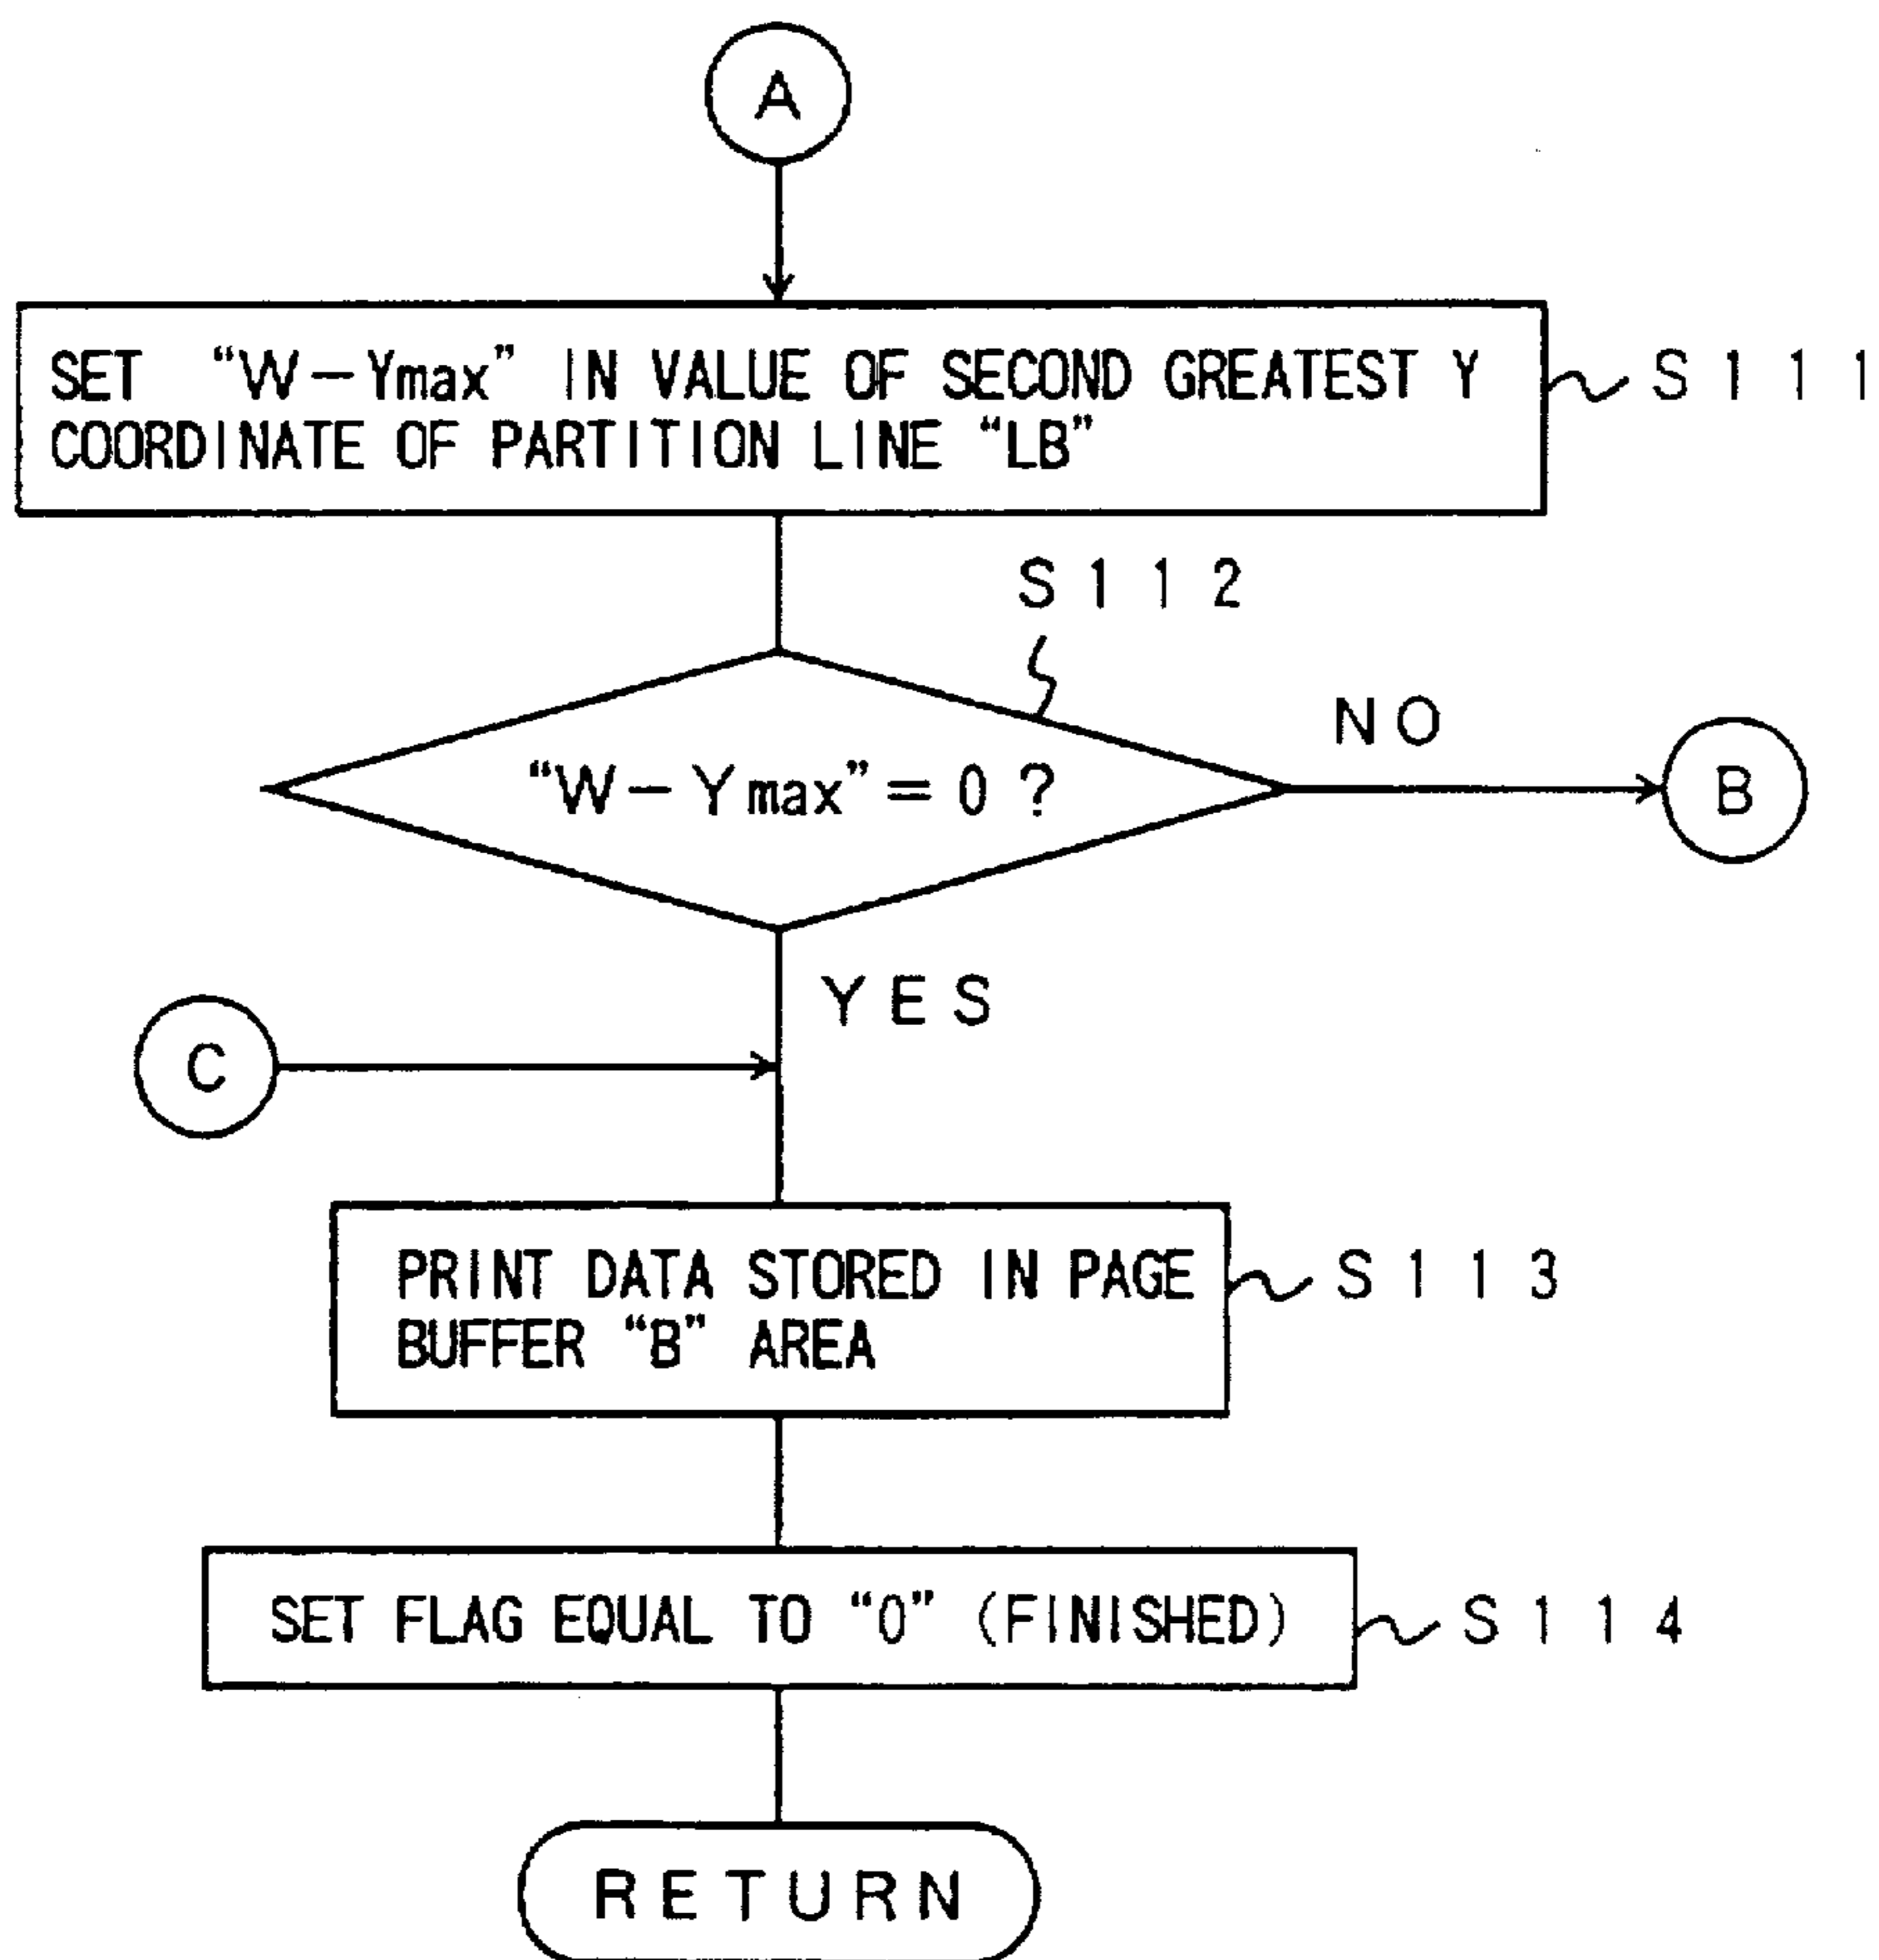 A
SET "W-Ymax" IN VALUE OF SECOND GREATEST Y
COORDINATE OF PARTITION LINE "LB"
S111
S112
"W-Ymax"=0?
NO
B
YES
C
PRINT DATA STORED IN PAGE
BUFFER "B" AREA
S113
SET FLAG EQUAL TO "0" (FINISHED)
S114
RETURN